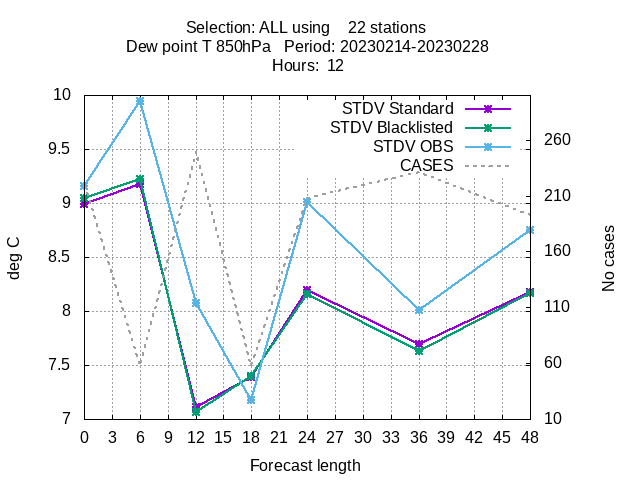 Selection: ALL using 22 stations
Dew point T 850hPa Period: 20230214-20230228
Hours: 12
STDV Standard
STDV Blacklisted
STDV OBS
CASES
10
9.5
9
8.5
8
7.5
7
deg C
260
210
160
110
60
10
No cases
0 3 6 9 12 15 18 21 24 27 30 33 36 39 42 45 48
Forecast length